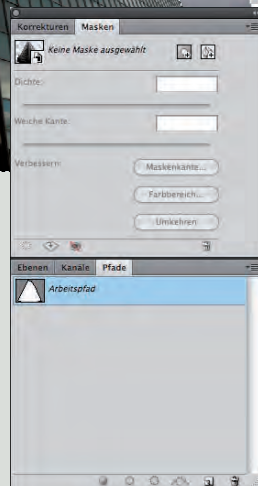 Korrekturen Masken
Keine Maske ausgewählt
Dichte:
Weiche Kante:
Verbessern:
Maskenkante...
Farbbereich...
Umkehren
Ebenen Kanäle Pfade
Arbeitspfad